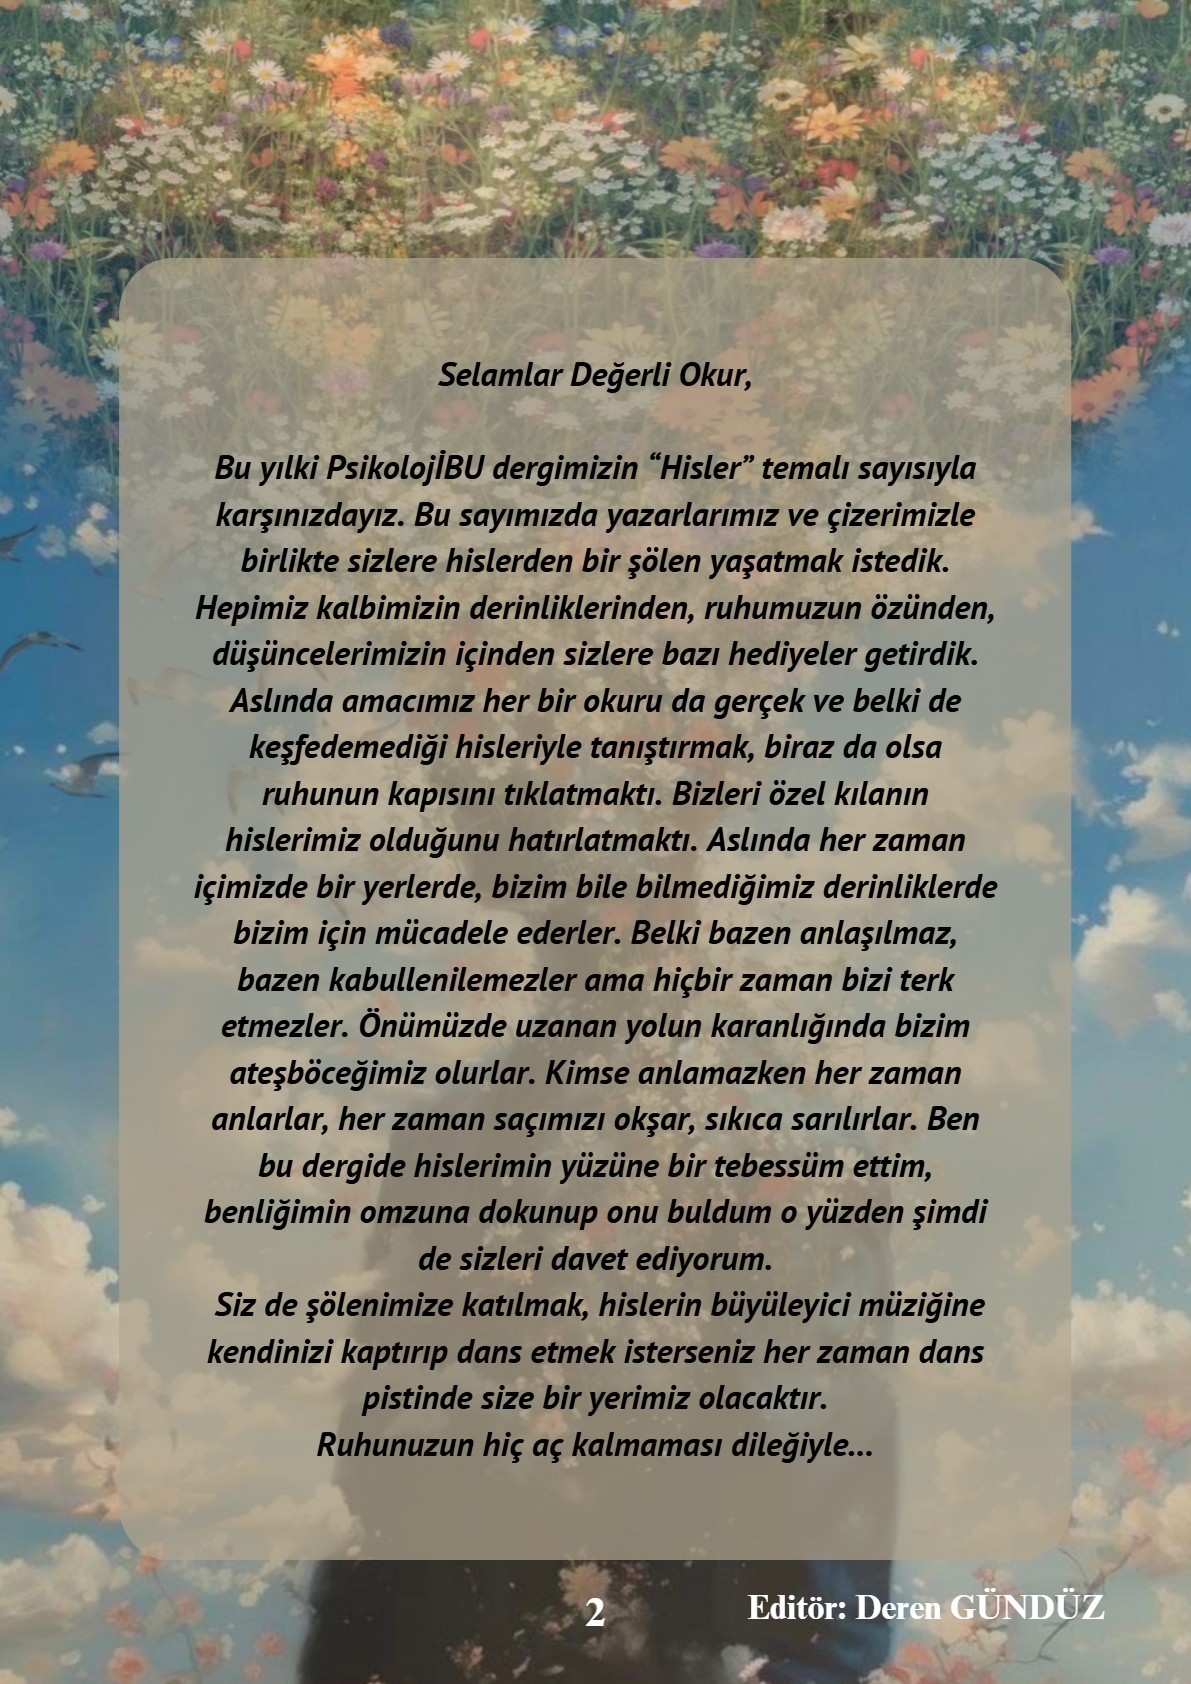 Selamlar Değerli Okur,
Bu yılki PsikolojİBU dergimizin “Hisler” temalı sayısıyla
karşınızdayız. Bu sayımızda yazarlarımız ve çizerimizle
birlikte sizlere hislerden bir şölen yaşatmak istedik.
Hepimiz kalbimizin derinliklerinden, ruhumuzun özünden,
düşüncelerimizin içinden sizlere bazı hediyeler getirdik.
Aslında amacımız her bir okuru da gerçek ve belki de
keşfedemediği hisleriyle tanıştırmak, biraz da olsa
ruhunun kapısını tıklatmaktı. Bizleri özel kılanın
hislerimiz olduğunu hatırlatmaktı. Aslında her zaman
içimizde bir yerlerde, bizim bile bilmediğimiz derinliklerde
bizim için mücadele ederler. Belki bazen anlaşılmaz,
bazen kabullenilemezler ama hiçbir zaman bizi terk
etmezler. Önümüzde uzanan yolun karanlığında bizim
ateşböceğimiz olurlar. Kimse anlamazken her zaman
anlarlar, her zaman saçımızı okşar, sıkıca sarılırlar. Ben
bu dergide hislerimin yüzüne bir tebessüm ettim,
benliğimin omzuna dokunup onu buldum o yüzden şimdi
de sizleri davet ediyorum.
Siz de şölenimize katılmak, hislerin büyüleyici müziğine
kendinizi kaptırıp dans etmek isterseniz her zaman dans
pistinde size bir yerimiz olacaktır.
Ruhunuzun hiç aç kalmaması dileğiyle...
2
Editör: Deren GÜNDÜZ